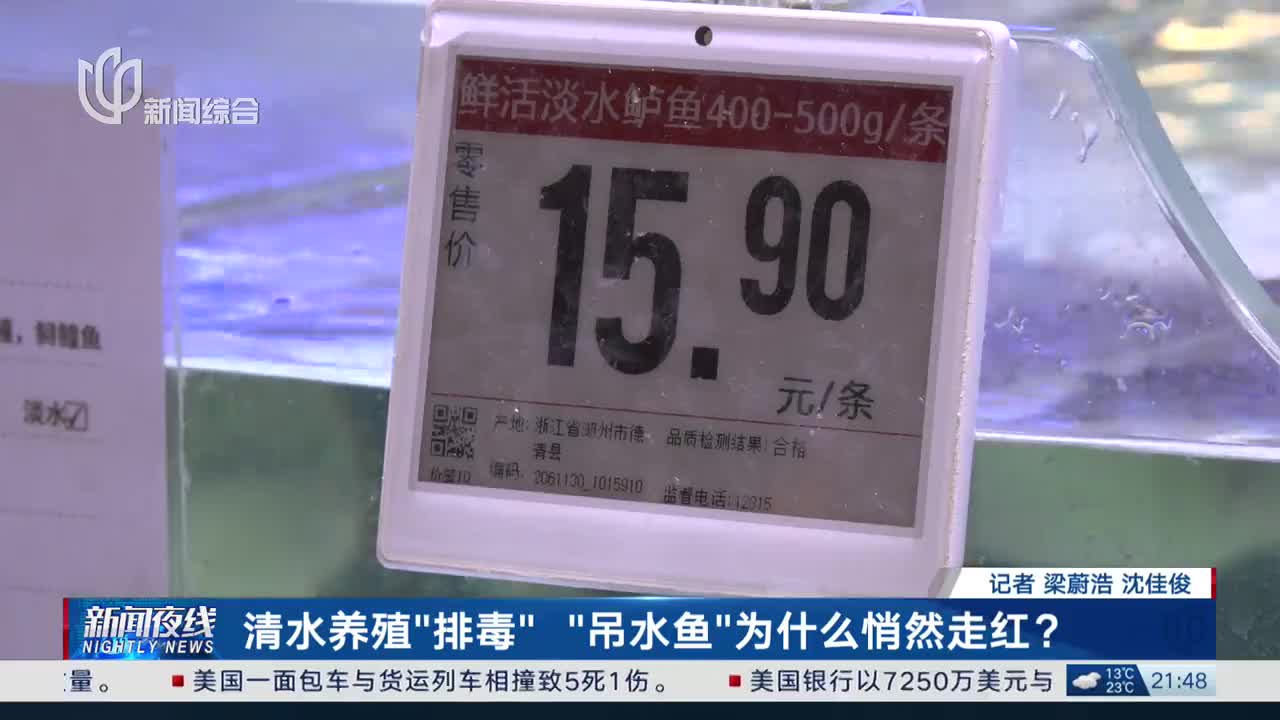 新闻综合
鲜活淡水鲈鱼400-500g/条
零售价
15.90
元/条
产地:浙江省湖州市德清县
品质检测结果:合格
编码: 2061130_1015910
监督电话:12315
淡水☑
记者 梁蔚浩 沈佳俊
新闻夜线
NIGHTLY NEWS
清水养殖"排毒" "吊水鱼"为什么悄然走红?
量。 ■美国一面包车与货运列车相撞致5死1伤。 ■美国银行以7250万美元与
13℃
23℃
21:48